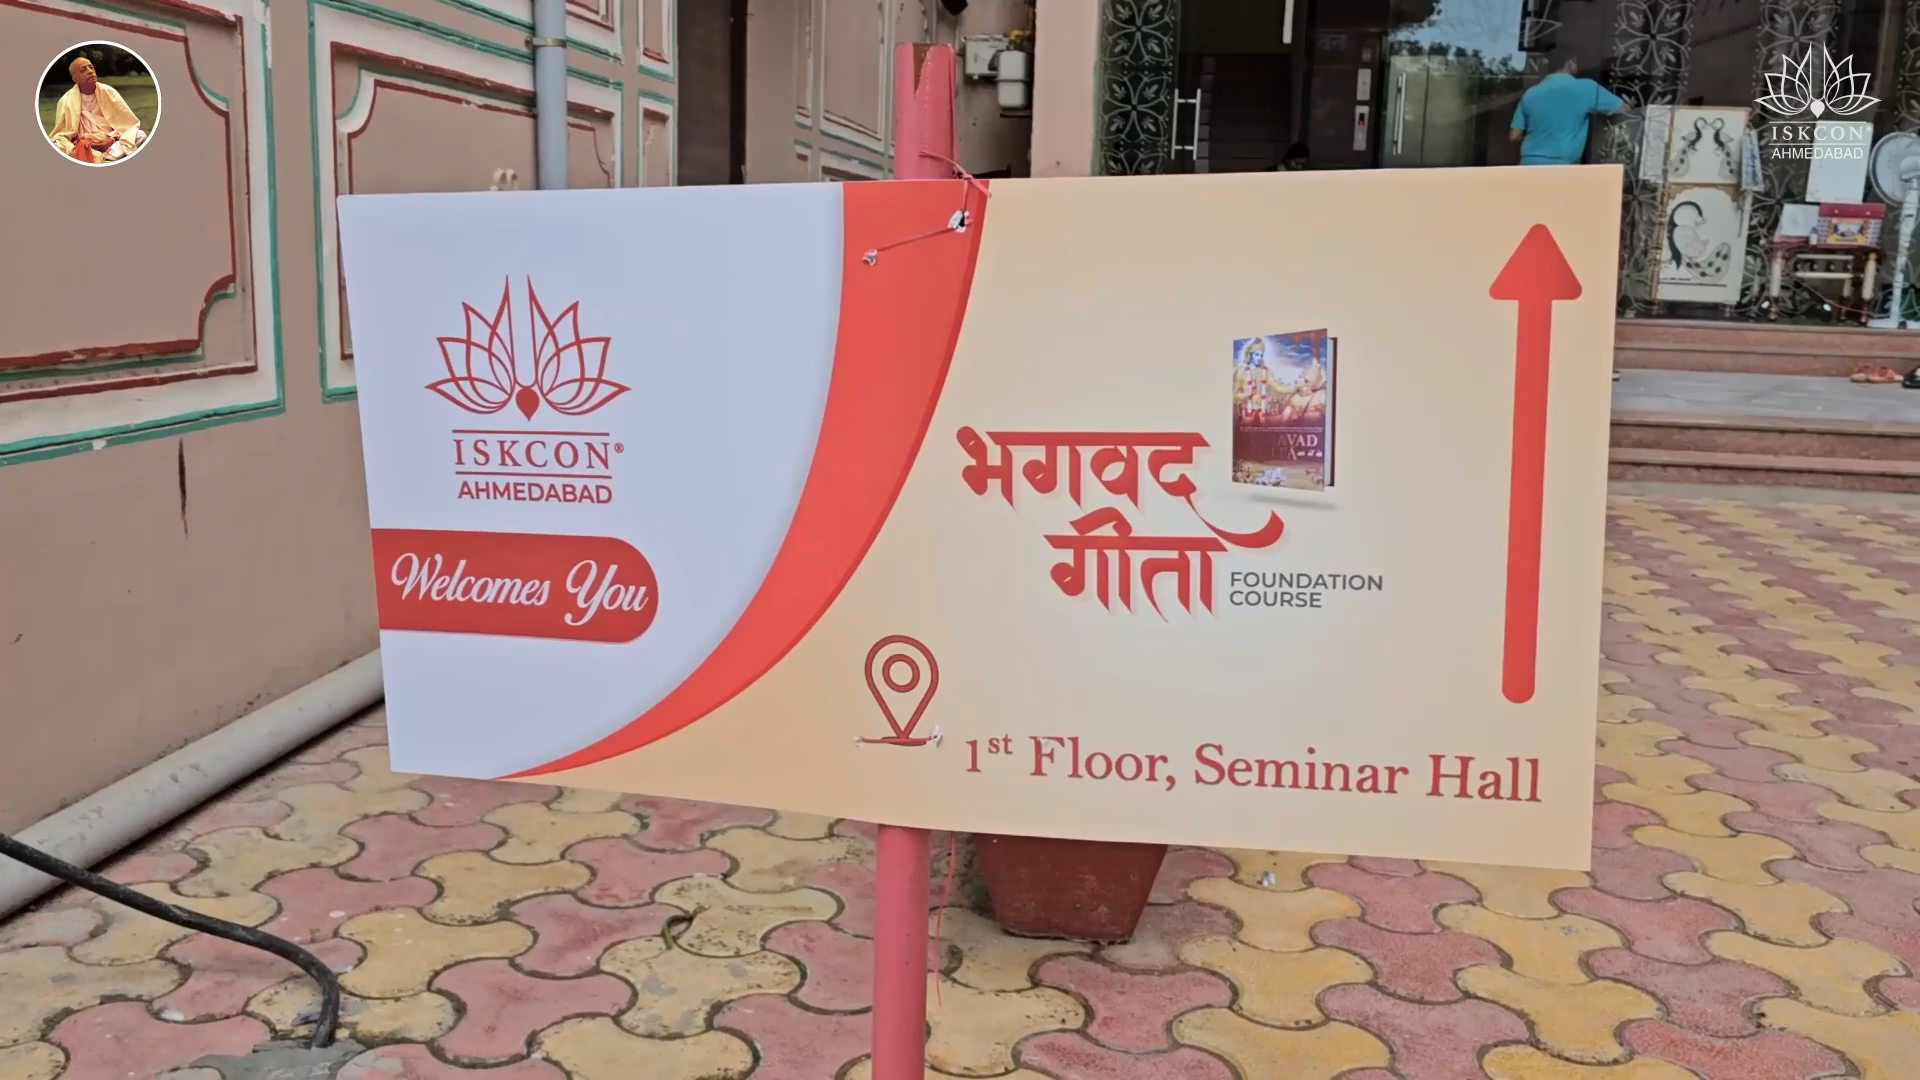 ISKCON®
AHMEDABAD
ISKCON®
AHMEDABAD
Welcomes You
भगवद
गीता
FOUNDATION
COURSE
1st Floor, Seminar Hall